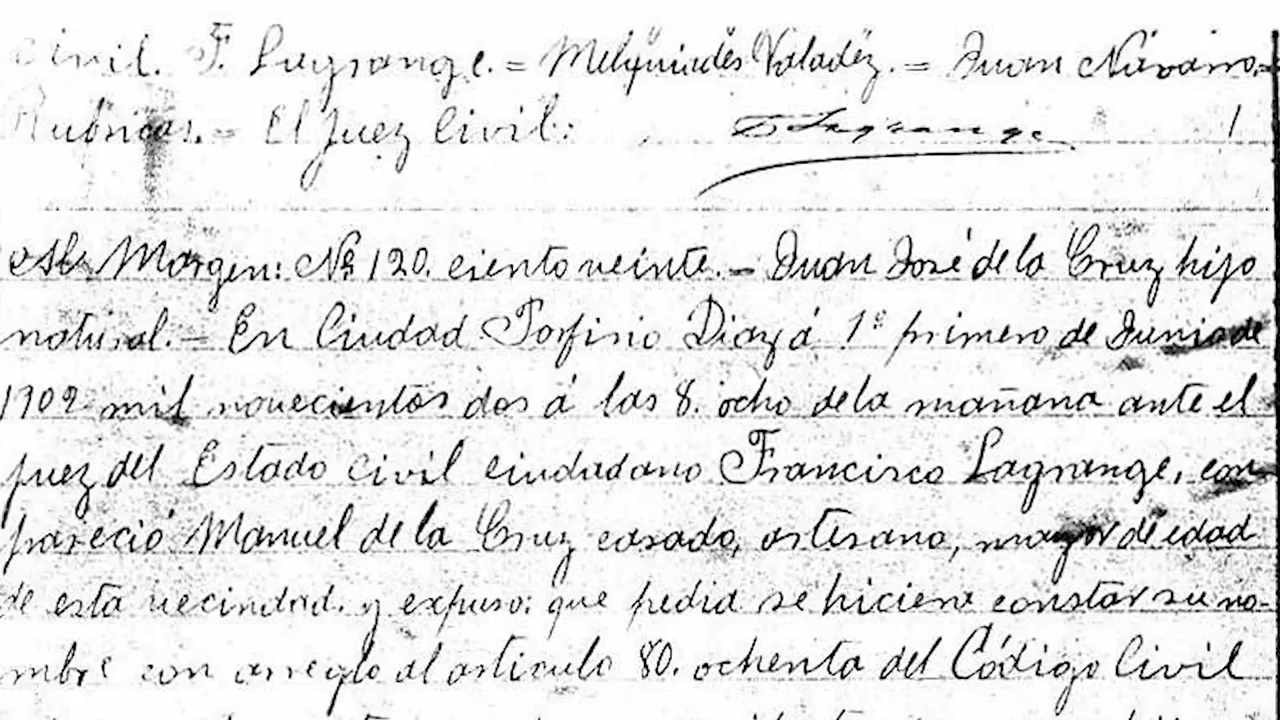 Civil. F. Lagrange. = Melquiades Valadéz. = Juan Návarro.=
Rubricas. = El Juez Civil: F Lagrange
Al Margen: No 120. ciento veinte. - Juan José de la Cruz hijo
natural. - En Ciudad Porfirio Diaz á 1º primero de Junio de
1902 mil novecientos dos á las 8. ocho de la mañana ante el
juez del Estado Civil ciudadano Francisco Lagrange, com
pareció Manuel de la Cruz casado, artesano, mayor de edad
de esta vecindad. y expuso: que pedia se hiciera constar su no-
mbre con arreglo al articulo 80. ochenta del Código Civil